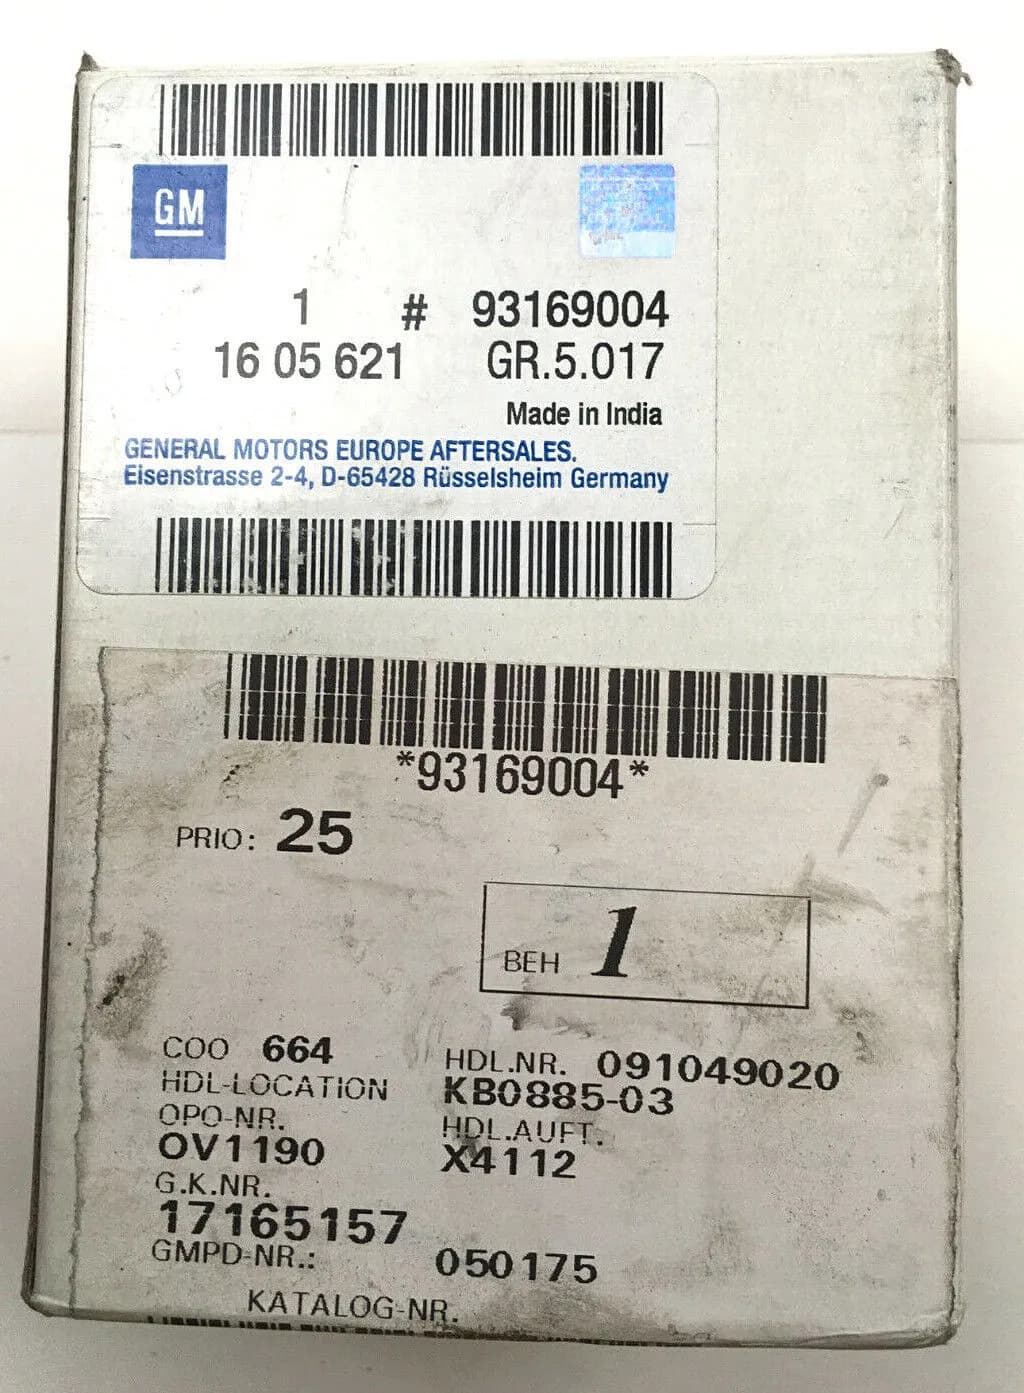 GM
1 # 93169004
16 05 621 GR.5.017
Made in India
GENERAL MOTORS EUROPE AFTERSALES.
Eisenstrasse 2-4, D-65428 Rüsselsheim Germany
*93169004*
PRIO: 25
BEH 1
COO 664 HDL.NR. 091049020
HDL-LOCATION KB0885-03
OPO-NR. HDL.AUFT.
OV1190 X4112
G.K.NR.
17165157
GMPD-NR.: 050175
KATALOG-NR.